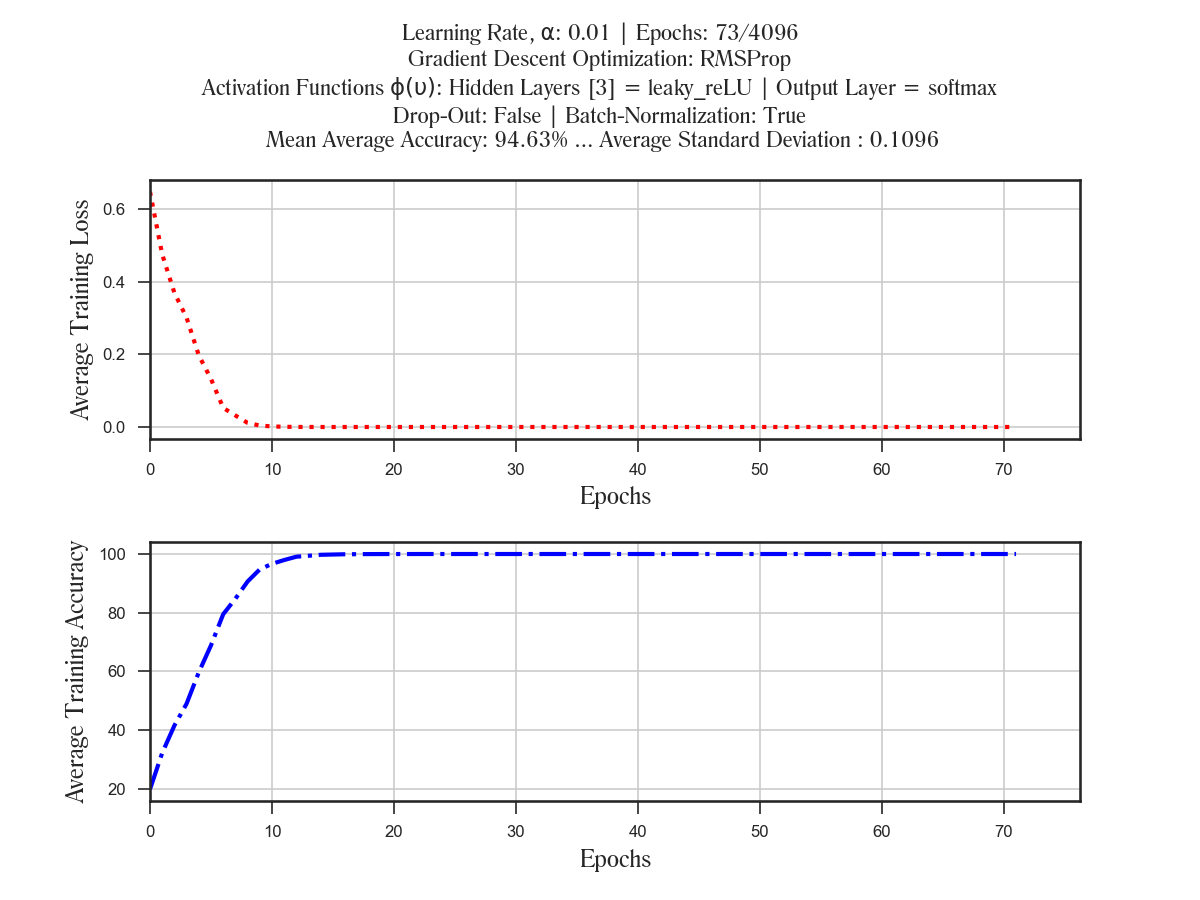 Learning Rate, α: 0.01 | Epochs: 73/4096
Gradient Descent Optimization: RMSProp
Activation Functions ϕ(υ): Hidden Layers [3] = leaky_reLU | Output Layer = softmax
Drop-Out: False | Batch-Normalization: True
Mean Average Accuracy: 94.63% ... Average Standard Deviation : 0.1096
Average Training Loss
0.6
0.4
0.2
0.0
0 10 20 30 40 50 60 70
Epochs
Average Training Accuracy
100
80
60
40
20
0 10 20 30 40 50 60 70
Epochs